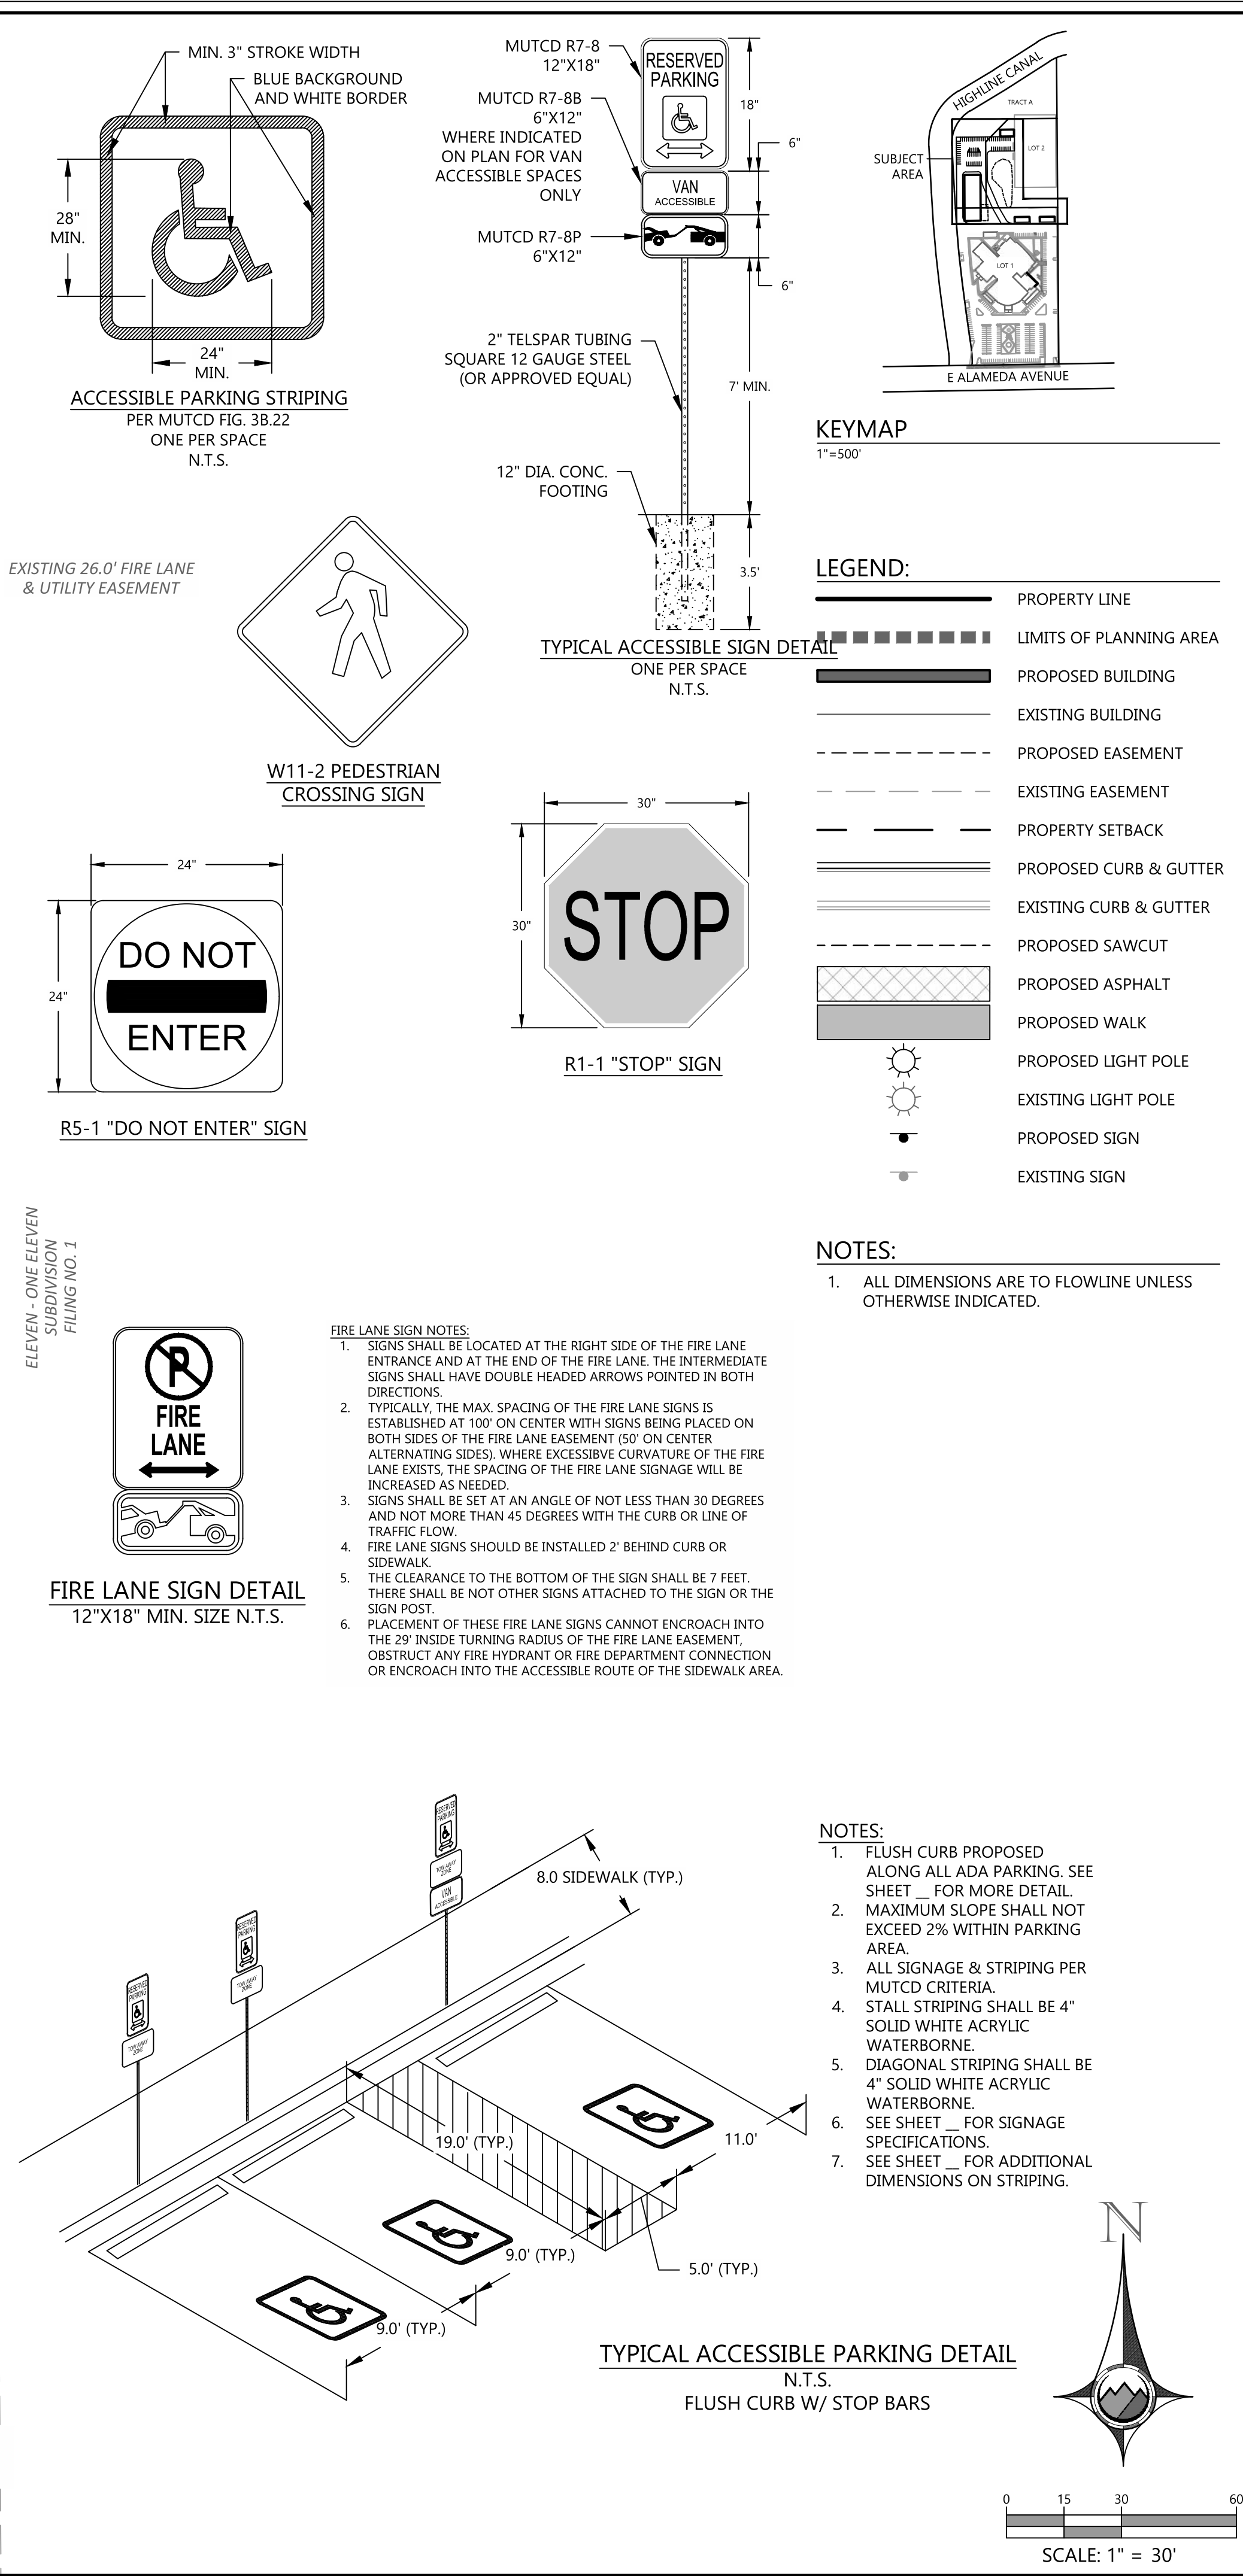 MIN. 3" STROKE WIDTH
BLUE BACKGROUND
AND WHITE BORDER
28"
MIN.
24"
MIN.
ACCESSIBLE PARKING STRIPING
PER MUTCD FIG. 3B.22
ONE PER SPACE
N.T.S.
MUTCD R7-8
12"X18"
MUTCD R7-8B
6"X12"
WHERE INDICATED
ON PLAN FOR VAN
ACCESSIBLE SPACES
ONLY
MUTCD R7-8P
6"X12"
RESERVED
PARKING
VAN
ACCESSIBLE
18"
6"
6"
2" TELSPAR TUBING
SQUARE 12 GAUGE STEEL
(OR APPROVED EQUAL)
7' MIN.
12" DIA. CONC.
FOOTING
3.5'
TYPICAL ACCESSIBLE SIGN DETAIL
ONE PER SPACE
N.T.S.
HIGHLINE CANAL
TRACT A
LOT 2
SUBJECT
AREA
LOT 1
E ALAMEDA AVENUE
KEYMAP
1"=500'
EXISTING 26.0' FIRE LANE
& UTILITY EASEMENT
W11-2 PEDESTRIAN
CROSSING SIGN
LEGEND:
PROPERTY LINE
LIMITS OF PLANNING AREA
PROPOSED BUILDING
EXISTING BUILDING
PROPOSED EASEMENT
EXISTING EASEMENT
PROPERTY SETBACK
PROPOSED CURB & GUTTER
EXISTING CURB & GUTTER
PROPOSED SAWCUT
PROPOSED ASPHALT
PROPOSED WALK
PROPOSED LIGHT POLE
EXISTING LIGHT POLE
PROPOSED SIGN
EXISTING SIGN
24"
24"
DO NOT
ENTER
R5-1 "DO NOT ENTER" SIGN
30"
30"
STOP
R1-1 "STOP" SIGN
NOTES:
1. ALL DIMENSIONS ARE TO FLOWLINE UNLESS
OTHERWISE INDICATED.
ELEVEN - ONE ELEVEN
SUBDIVISION
FILING NO. 1
P
FIRE
LANE
FIRE LANE SIGN DETAIL
12"X18" MIN. SIZE N.T.S.
FIRE LANE SIGN NOTES:
1. SIGNS SHALL BE LOCATED AT THE RIGHT SIDE OF THE FIRE LANE
ENTRANCE AND AT THE END OF THE FIRE LANE. THE INTERMEDIATE
SIGNS SHALL HAVE DOUBLE HEADED ARROWS POINTED IN BOTH
DIRECTIONS.
2. TYPICALLY, THE MAX. SPACING OF THE FIRE LANE SIGNS IS
ESTABLISHED AT 100' ON CENTER WITH SIGNS BEING PLACED ON
BOTH SIDES OF THE FIRE LANE EASEMENT (50' ON CENTER
ALTERNATING SIDES). WHERE EXCESSIBVE CURVATURE OF THE FIRE
LANE EXISTS, THE SPACING OF THE FIRE LANE SIGNAGE WILL BE
INCREASED AS NEEDED.
3. SIGNS SHALL BE SET AT AN ANGLE OF NOT LESS THAN 30 DEGREES
AND NOT MORE THAN 45 DEGREES WITH THE CURB OR LINE OF
TRAFFIC FLOW.
4. FIRE LANE SIGNS SHOULD BE INSTALLED 2' BEHIND CURB OR
SIDEWALK.
5. THE CLEARANCE TO THE BOTTOM OF THE SIGN SHALL BE 7 FEET.
THERE SHALL BE NOT OTHER SIGNS ATTACHED TO THE SIGN OR THE
SIGN POST.
6. PLACEMENT OF THESE FIRE LANE SIGNS CANNOT ENCROACH INTO
THE 29' INSIDE TURNING RADIUS OF THE FIRE LANE EASEMENT,
OBSTRUCT ANY FIRE HYDRANT OR FIRE DEPARTMENT CONNECTION
OR ENCROACH INTO THE ACCESSIBLE ROUTE OF THE SIDEWALK AREA.
RESERVED
PARKING
TOW AWAY
ZONE
VAN
ACCESSIBLE
RESERVED
PARKING
TOW AWAY
ZONE
RESERVED
PARKING
TOW AWAY
ZONE
8.0 SIDEWALK (TYP.)
19.0' (TYP.)
11.0'
9.0' (TYP.)
5.0' (TYP.)
9.0' (TYP.)
TYPICAL ACCESSIBLE PARKING DETAIL
N.T.S.
FLUSH CURB W/ STOP BARS
NOTES:
1. FLUSH CURB PROPOSED
ALONG ALL ADA PARKING. SEE
SHEET __ FOR MORE DETAIL.
2. MAXIMUM SLOPE SHALL NOT
EXCEED 2% WITHIN PARKING
AREA.
3. ALL SIGNAGE & STRIPING PER
MUTCD CRITERIA.
4. STALL STRIPING SHALL BE 4"
SOLID WHITE ACRYLIC
WATERBORNE.
5. DIAGONAL STRIPING SHALL BE
4" SOLID WHITE ACRYLIC
WATERBORNE.
6. SEE SHEET __ FOR SIGNAGE
SPECIFICATIONS.
7. SEE SHEET __ FOR ADDITIONAL
DIMENSIONS ON STRIPING.
N
0 15 30 60
SCALE: 1" = 30'